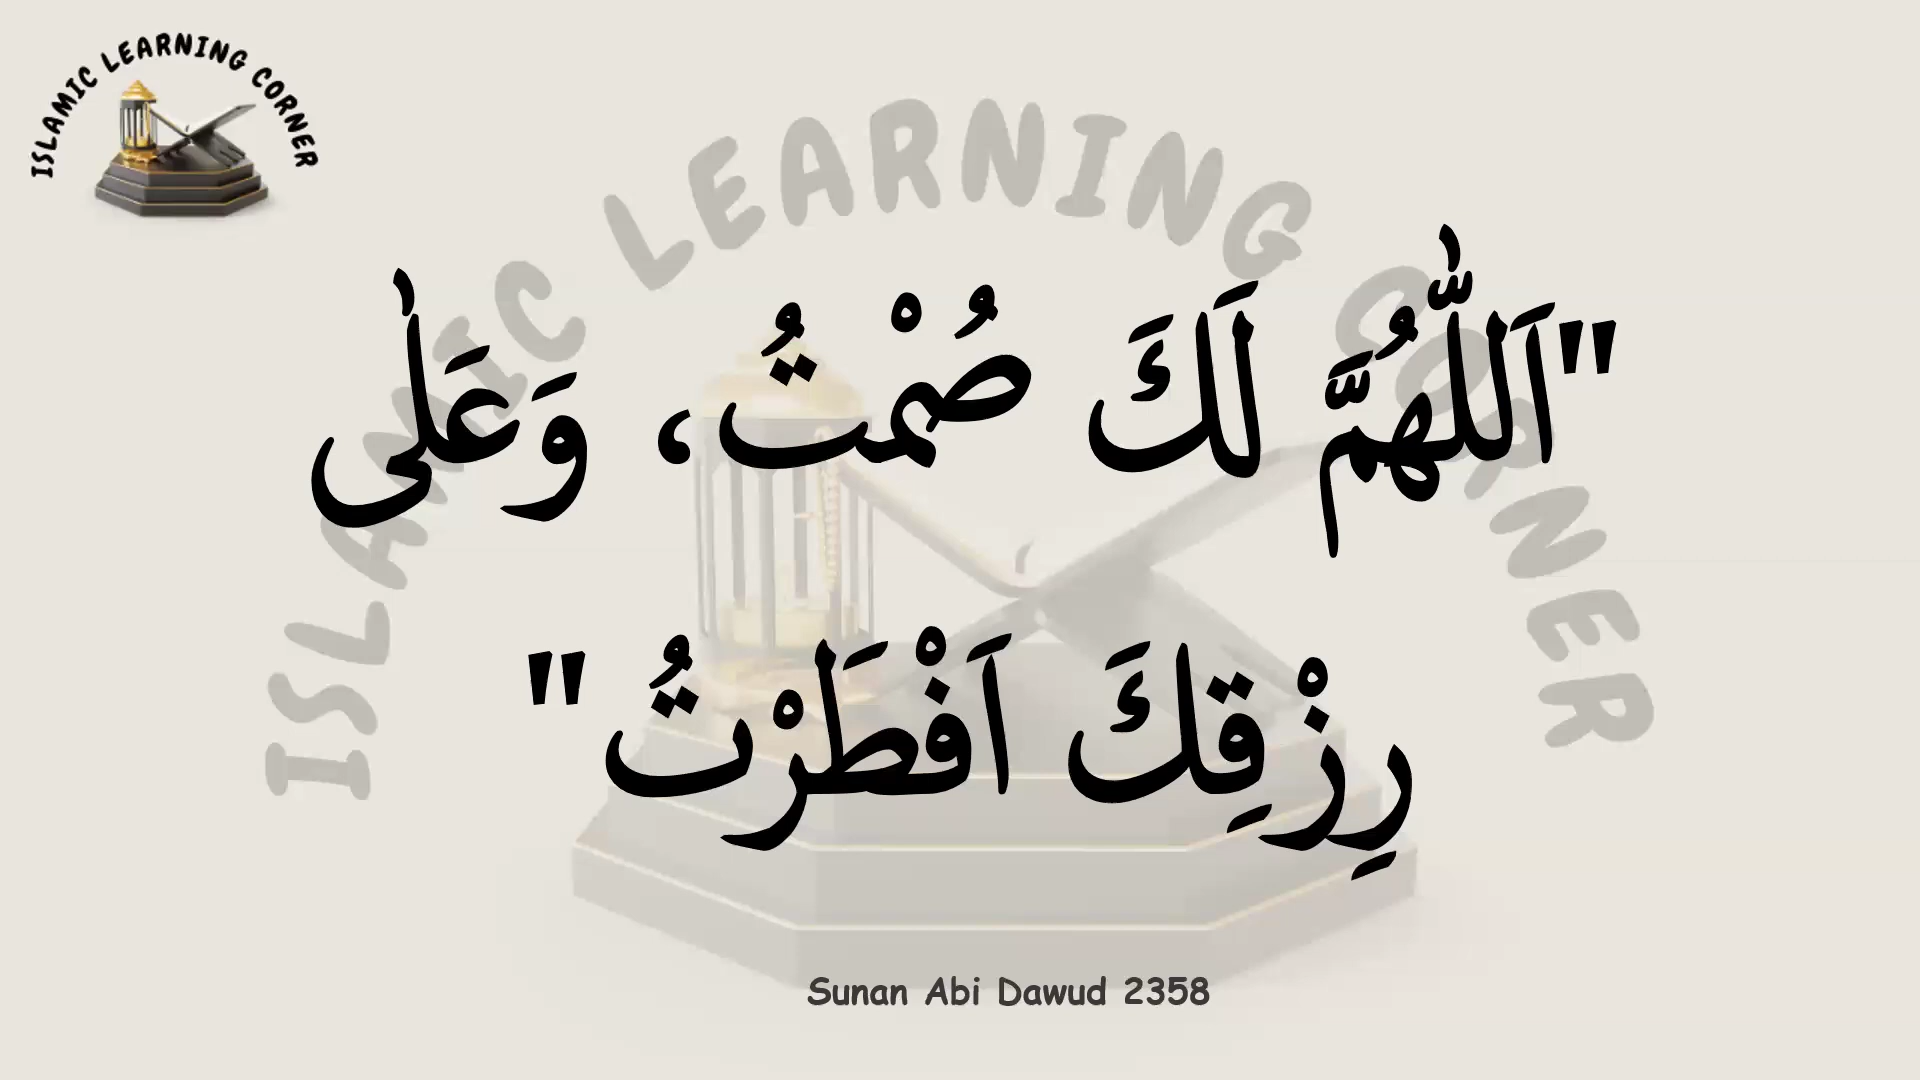 ISLAMIC LEARNING CORNER
ISLAMIC LEARNING CORNER
"اَللّٰهُمَّ لَكَ صُمْتُ، وَعَلٰى
رِزْقِكَ اَفْطَرْتُ"
Sunan Abi Dawud 2358